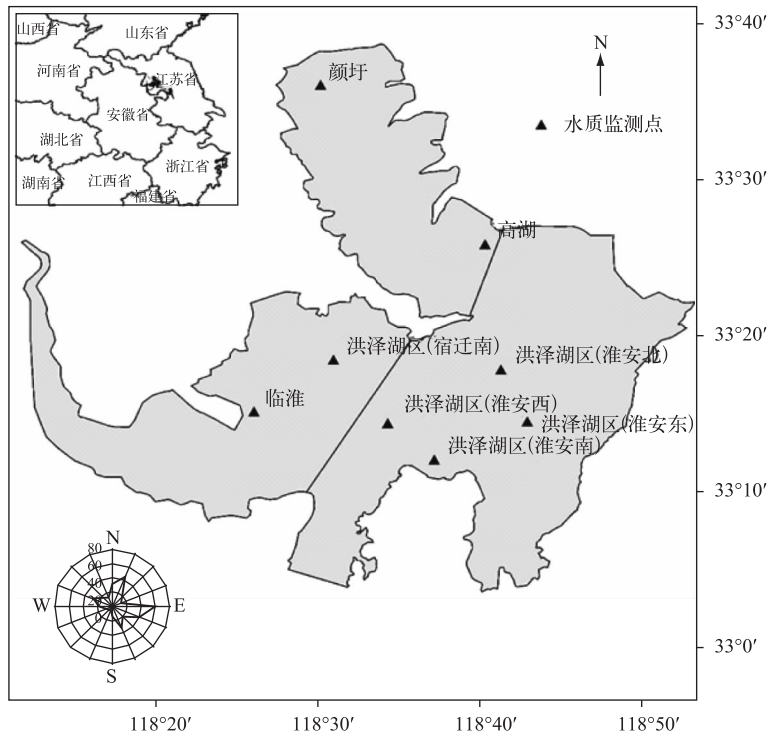 山西省
山东省
河南省
江苏省
安徽省
湖北省
浙江省
湖南省
江西省
福建省
N
水质监测点
颜圩
高湖
洪泽湖区(宿迁南)
洪泽湖区(淮安北)
临淮
洪泽湖区(淮安西)
洪泽湖区(淮安东)
洪泽湖区(淮安南)
33°40′
33°30′
33°20′
33°10′
33°0′
80
60
40
20
0
N
W
E
S
118°20′
118°30′
118°40′
118°50′